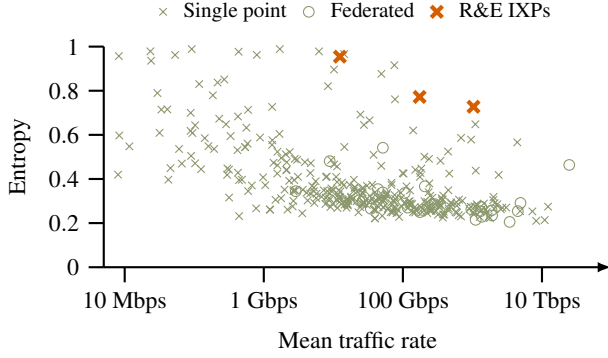 Single point Federated R&E IXPs
1
0.8
0.6
0.4
0.2
0
Entropy
10 Mbps 1 Gbps 100 Gbps 10 Tbps
Mean traffic rate